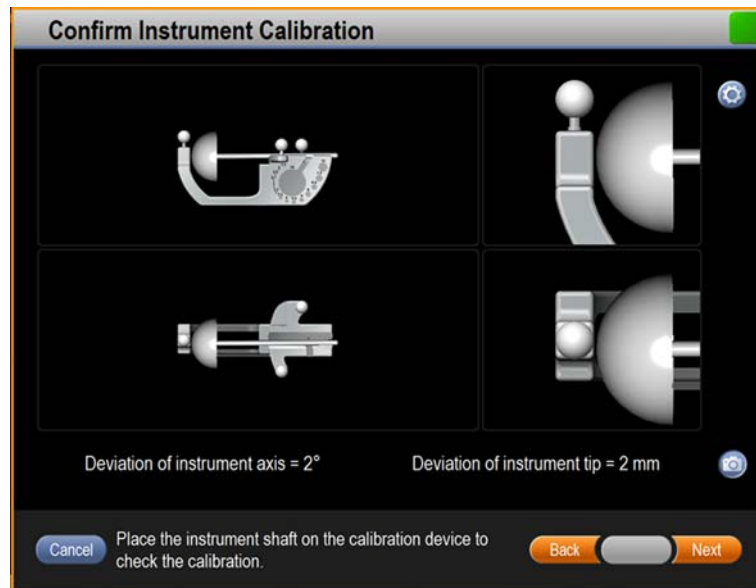 Confirm Instrument Calibration
Deviation of instrument axis = 2°
Deviation of instrument tip = 2 mm
Cancel
Place the instrument shaft on the calibration device to
check the calibration.
Back
Next